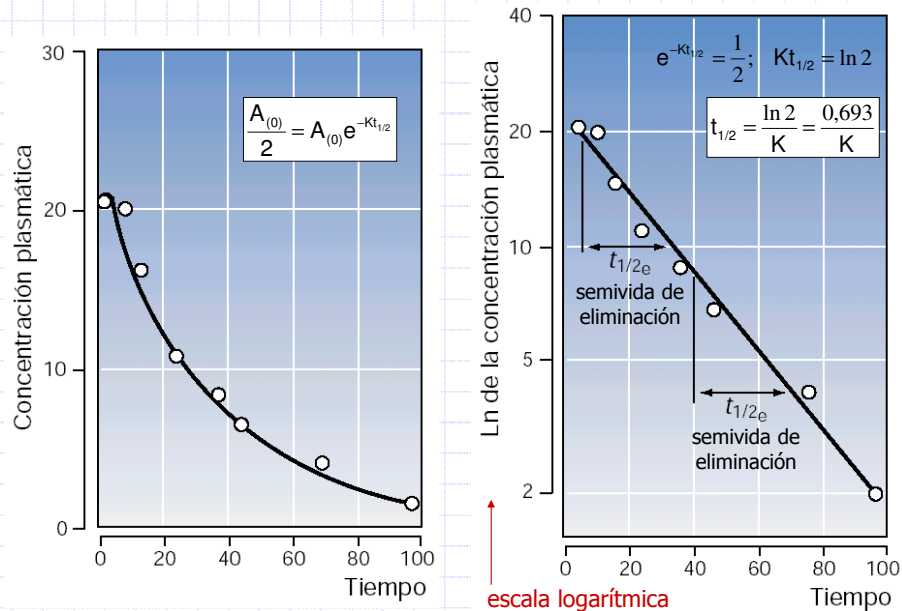 30
20
10
0
Concentración plasmática
A(0)/2 = A(0)e^−Kt1/2
0 20 40 60 80 100
Tiempo
40
20
10
5
2
Ln de la concentración plasmática
e^−Kt1/2 = 1/2; Kt1/2 = ln 2
t1/2 = ln 2/K = 0,693/K
t1/2e
semivida de
eliminación
t1/2e
semivida de
eliminación
0 20 40 60 80 100
Tiempo
escala logarítmica